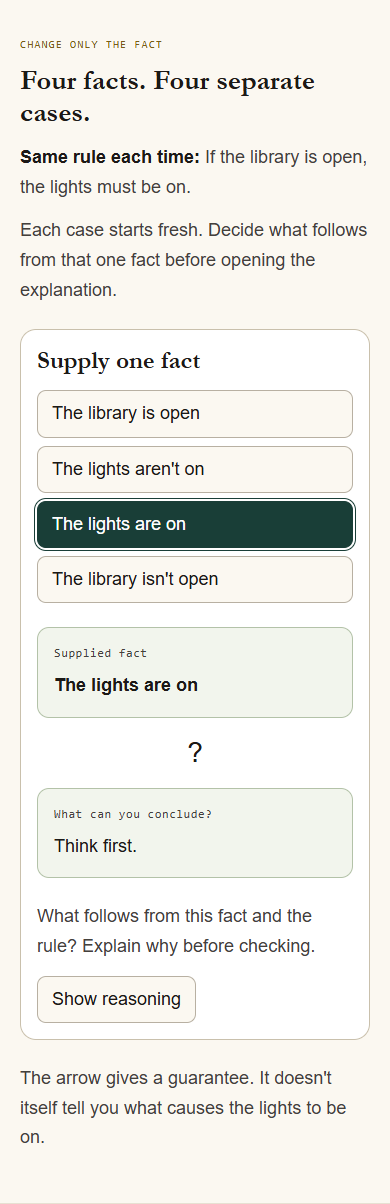 CHANGE ONLY THE FACT
Four facts. Four separate
cases.
Same rule each time: If the library is open,
the lights must be on.
Each case starts fresh. Decide what follows
from that one fact before opening the
explanation.
Supply one fact
The library is open
The lights aren't on
The lights are on
The library isn't open
Supplied fact
The lights are on
?
What can you conclude?
Think first.
What follows from this fact and the
rule? Explain why before checking.
Show reasoning
The arrow gives a guarantee. It doesn't
itself tell you what causes the lights to be
on.